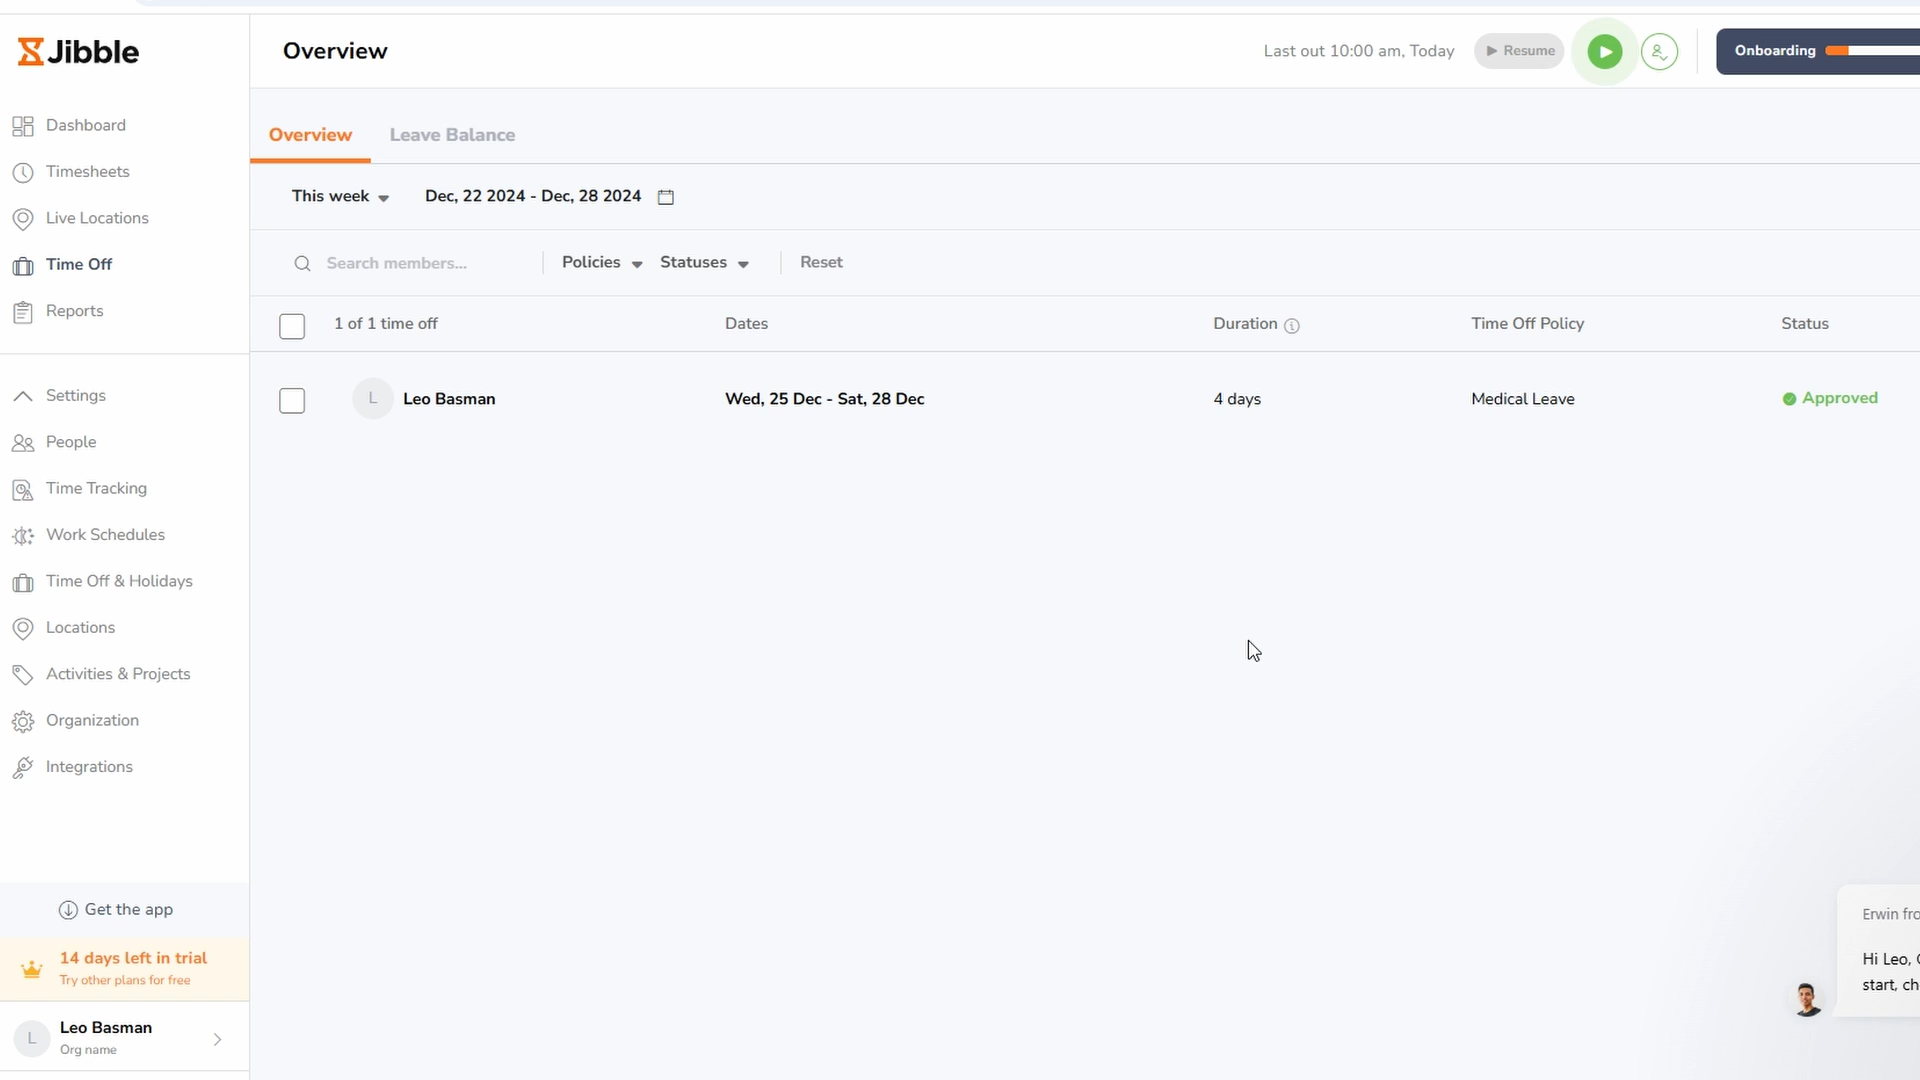 Jibble
Overview
Last out 10:00 am, Today
Resume
Onboarding
Dashboard
Timesheets
Live Locations
Time Off
Reports
Settings
People
Time Tracking
Work Schedules
Time Off & Holidays
Locations
Activities & Projects
Organization
Integrations
Get the app
14 days left in trial
Try other plans for free
L
Leo Basman
Org name
Overview Leave Balance
This week Dec, 22 2024 - Dec, 28 2024
Search members... Policies Statuses Reset
1 of 1 time off Dates Duration Time Off Policy Status
L Leo Basman Wed, 25 Dec - Sat, 28 Dec 4 days Medical Leave Approved
Erwin
Hi Leo,
start,